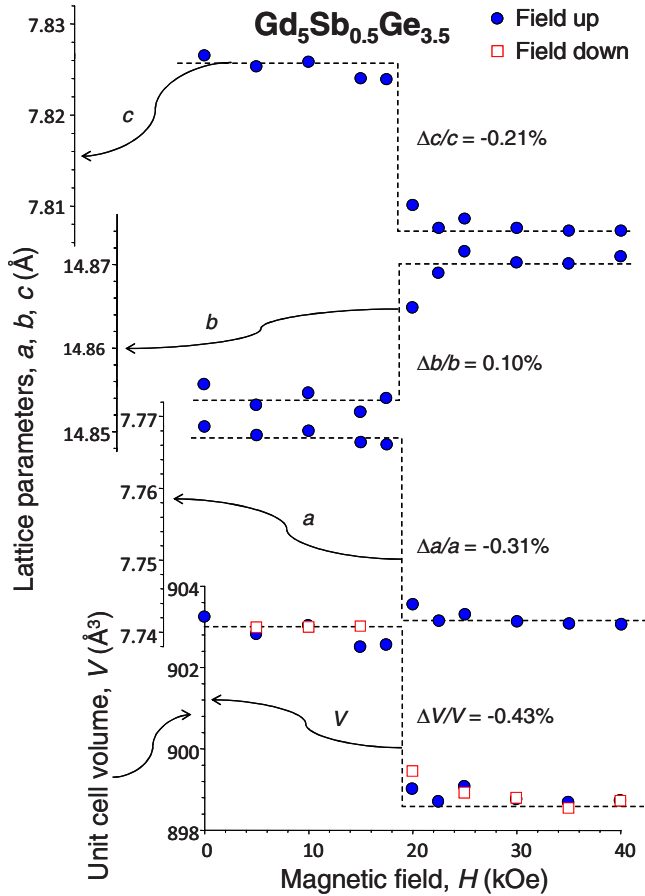 Gd₅Sb₀.₅Ge₃.₅
Field up
Field down
7.83
7.82
7.81
c
Δc/c = -0.21%
14.87
14.86
14.85
b
Δb/b = 0.10%
7.77
7.76
7.75
7.74
a
Δa/a = -0.31%
904
902
900
898
V
ΔV/V = -0.43%
Lattice parameters, a, b, c (Å)
Unit cell volume, V (Å³)
0 10 20 30 40
Magnetic field, H (kOe)